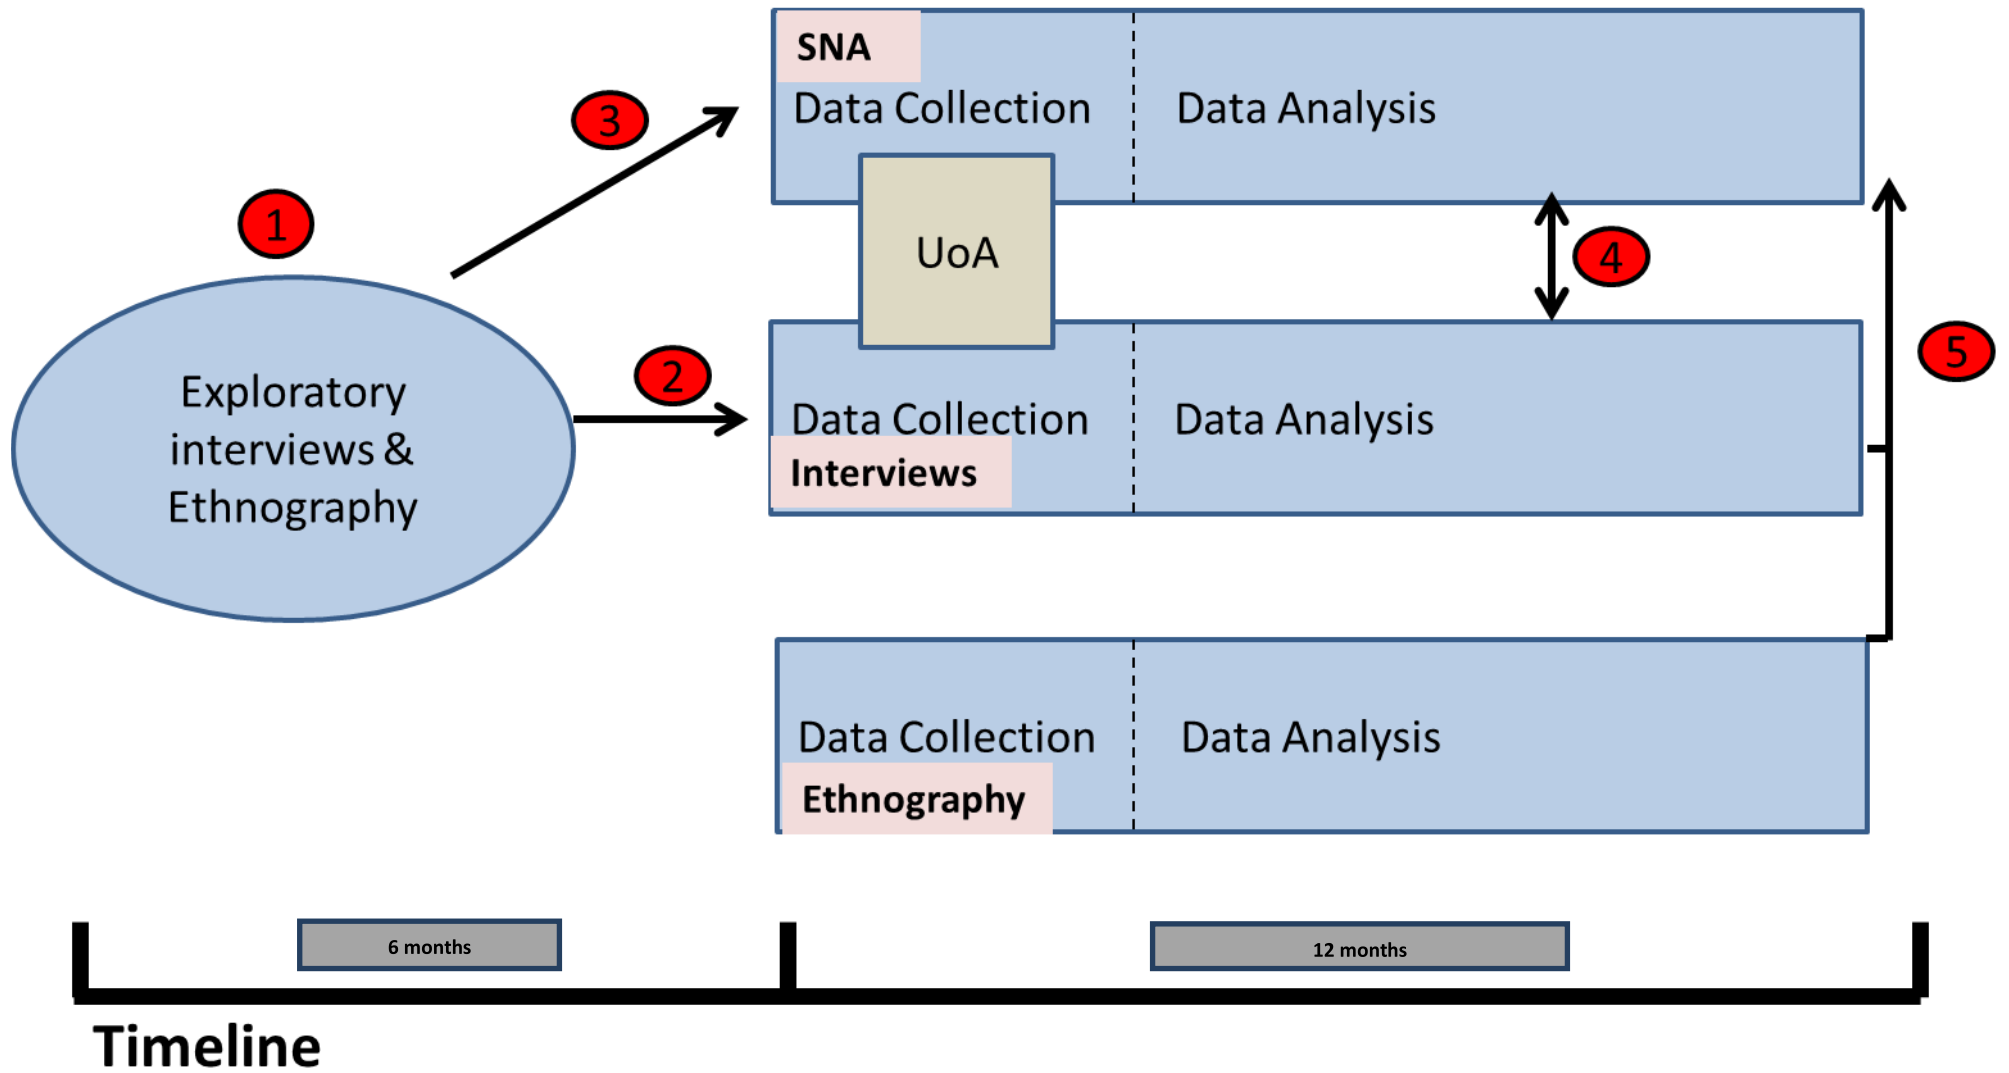 SNA
Data Collection
Data Analysis
3
1
UoA
4
Exploratory
interviews &
Ethnography
2
Data Collection
Data Analysis
Interviews
5
Data Collection
Data Analysis
Ethnography
6 months
12 months
Timeline